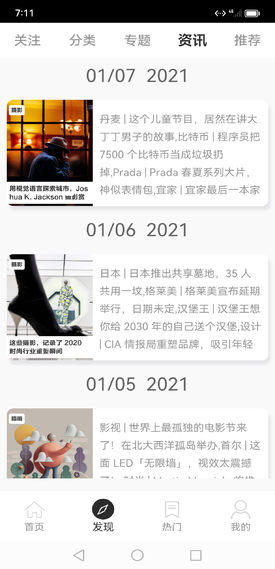 7:11
关注 分类 专题 资讯 推荐
01/07 2021
摄影
用视觉语言探索城市，Jos
hua K. Jackson 摄影赏
丹麦 | 这个儿童节目，居然在讲大
丁丁男子的故事,比特币 | 程序员把
7500 个比特币当成垃圾扔
掉,Prada | Prada 春夏系列大片，
神似表情包,宜家 | 宜家最后一本家
01/06 2021
摄影
这些摄影，记录了 2020
时尚行业重塑瞬间
日本 | 日本推出共享墓地，35 人
共用一坟,格莱美 | 格莱美宣布延期
举行，日期未定,汉堡王 | 汉堡王想
你给 2030 年的自己送个汉堡,设计
| CIA 情报局重塑品牌，吸引年轻
01/05 2021
插画
影视 | 世界上最孤独的电影节来
了！在北大西洋孤岛举办,首尔 | 这
面 LED「无限墙」，视效太震撼
首页 发现 热门 我的